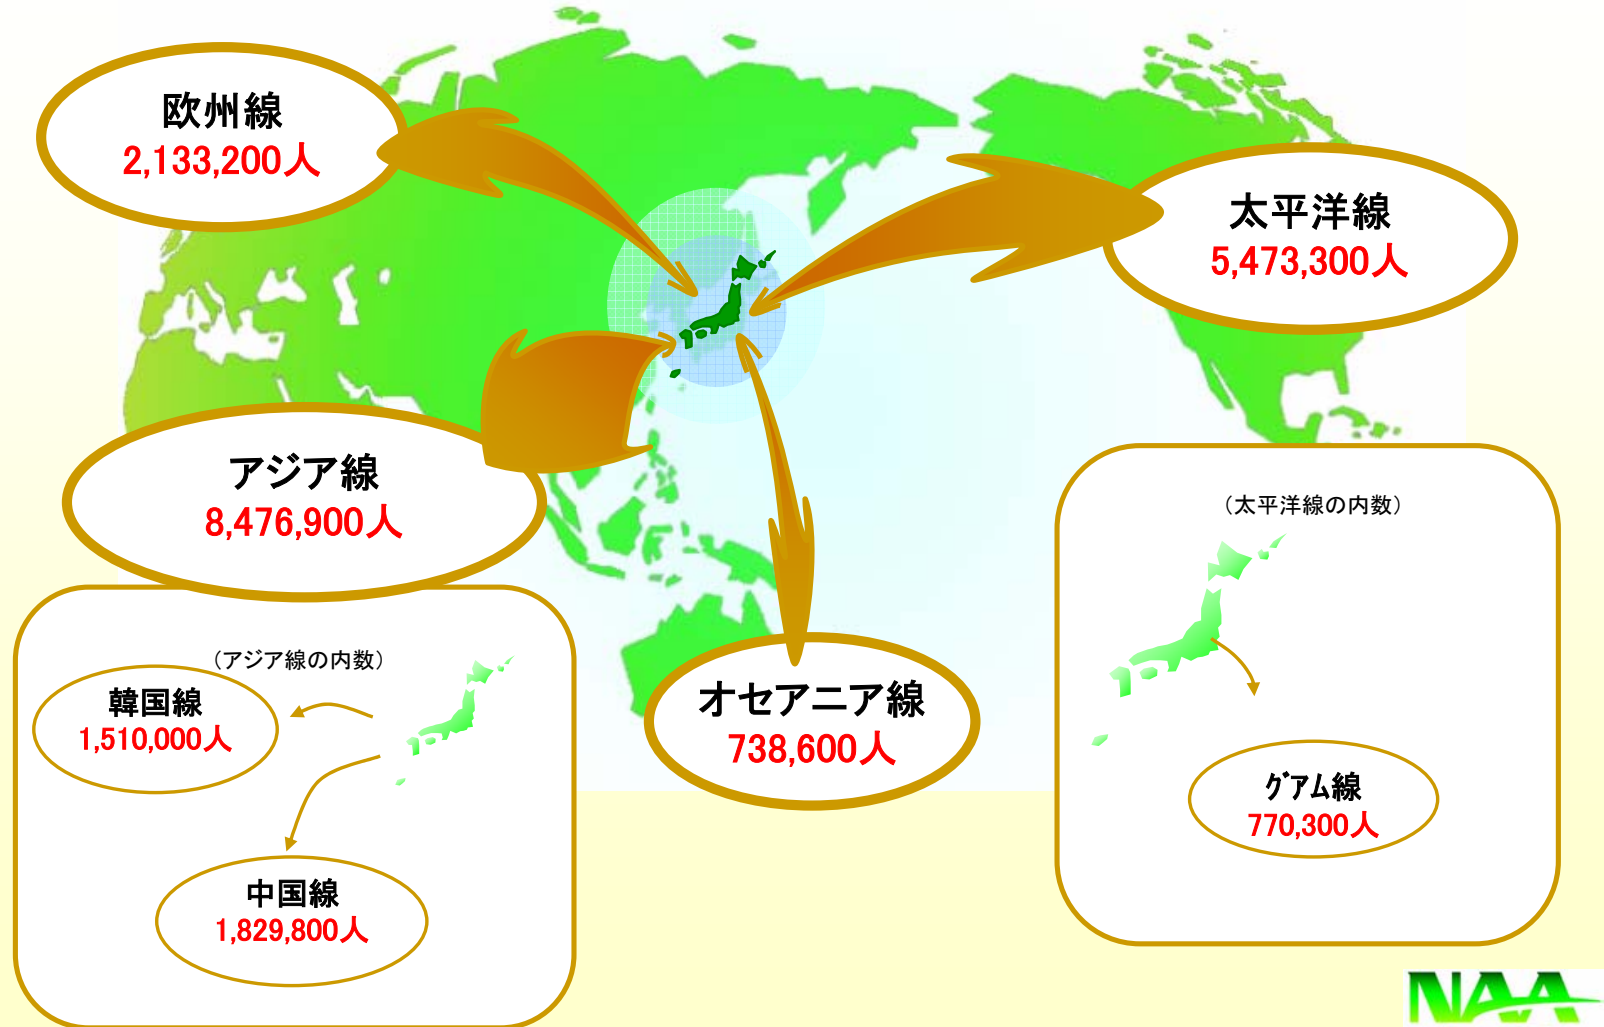 欧州線
2,133,200人
太平洋線
5,473,300人
アジア線
8,476,900人
（太平洋線の内数）
（アジア線の内数）
韓国線
1,510,000人
オセアニア線
738,600人
グアム線
770,300人
中国線
1,829,800人
NAA